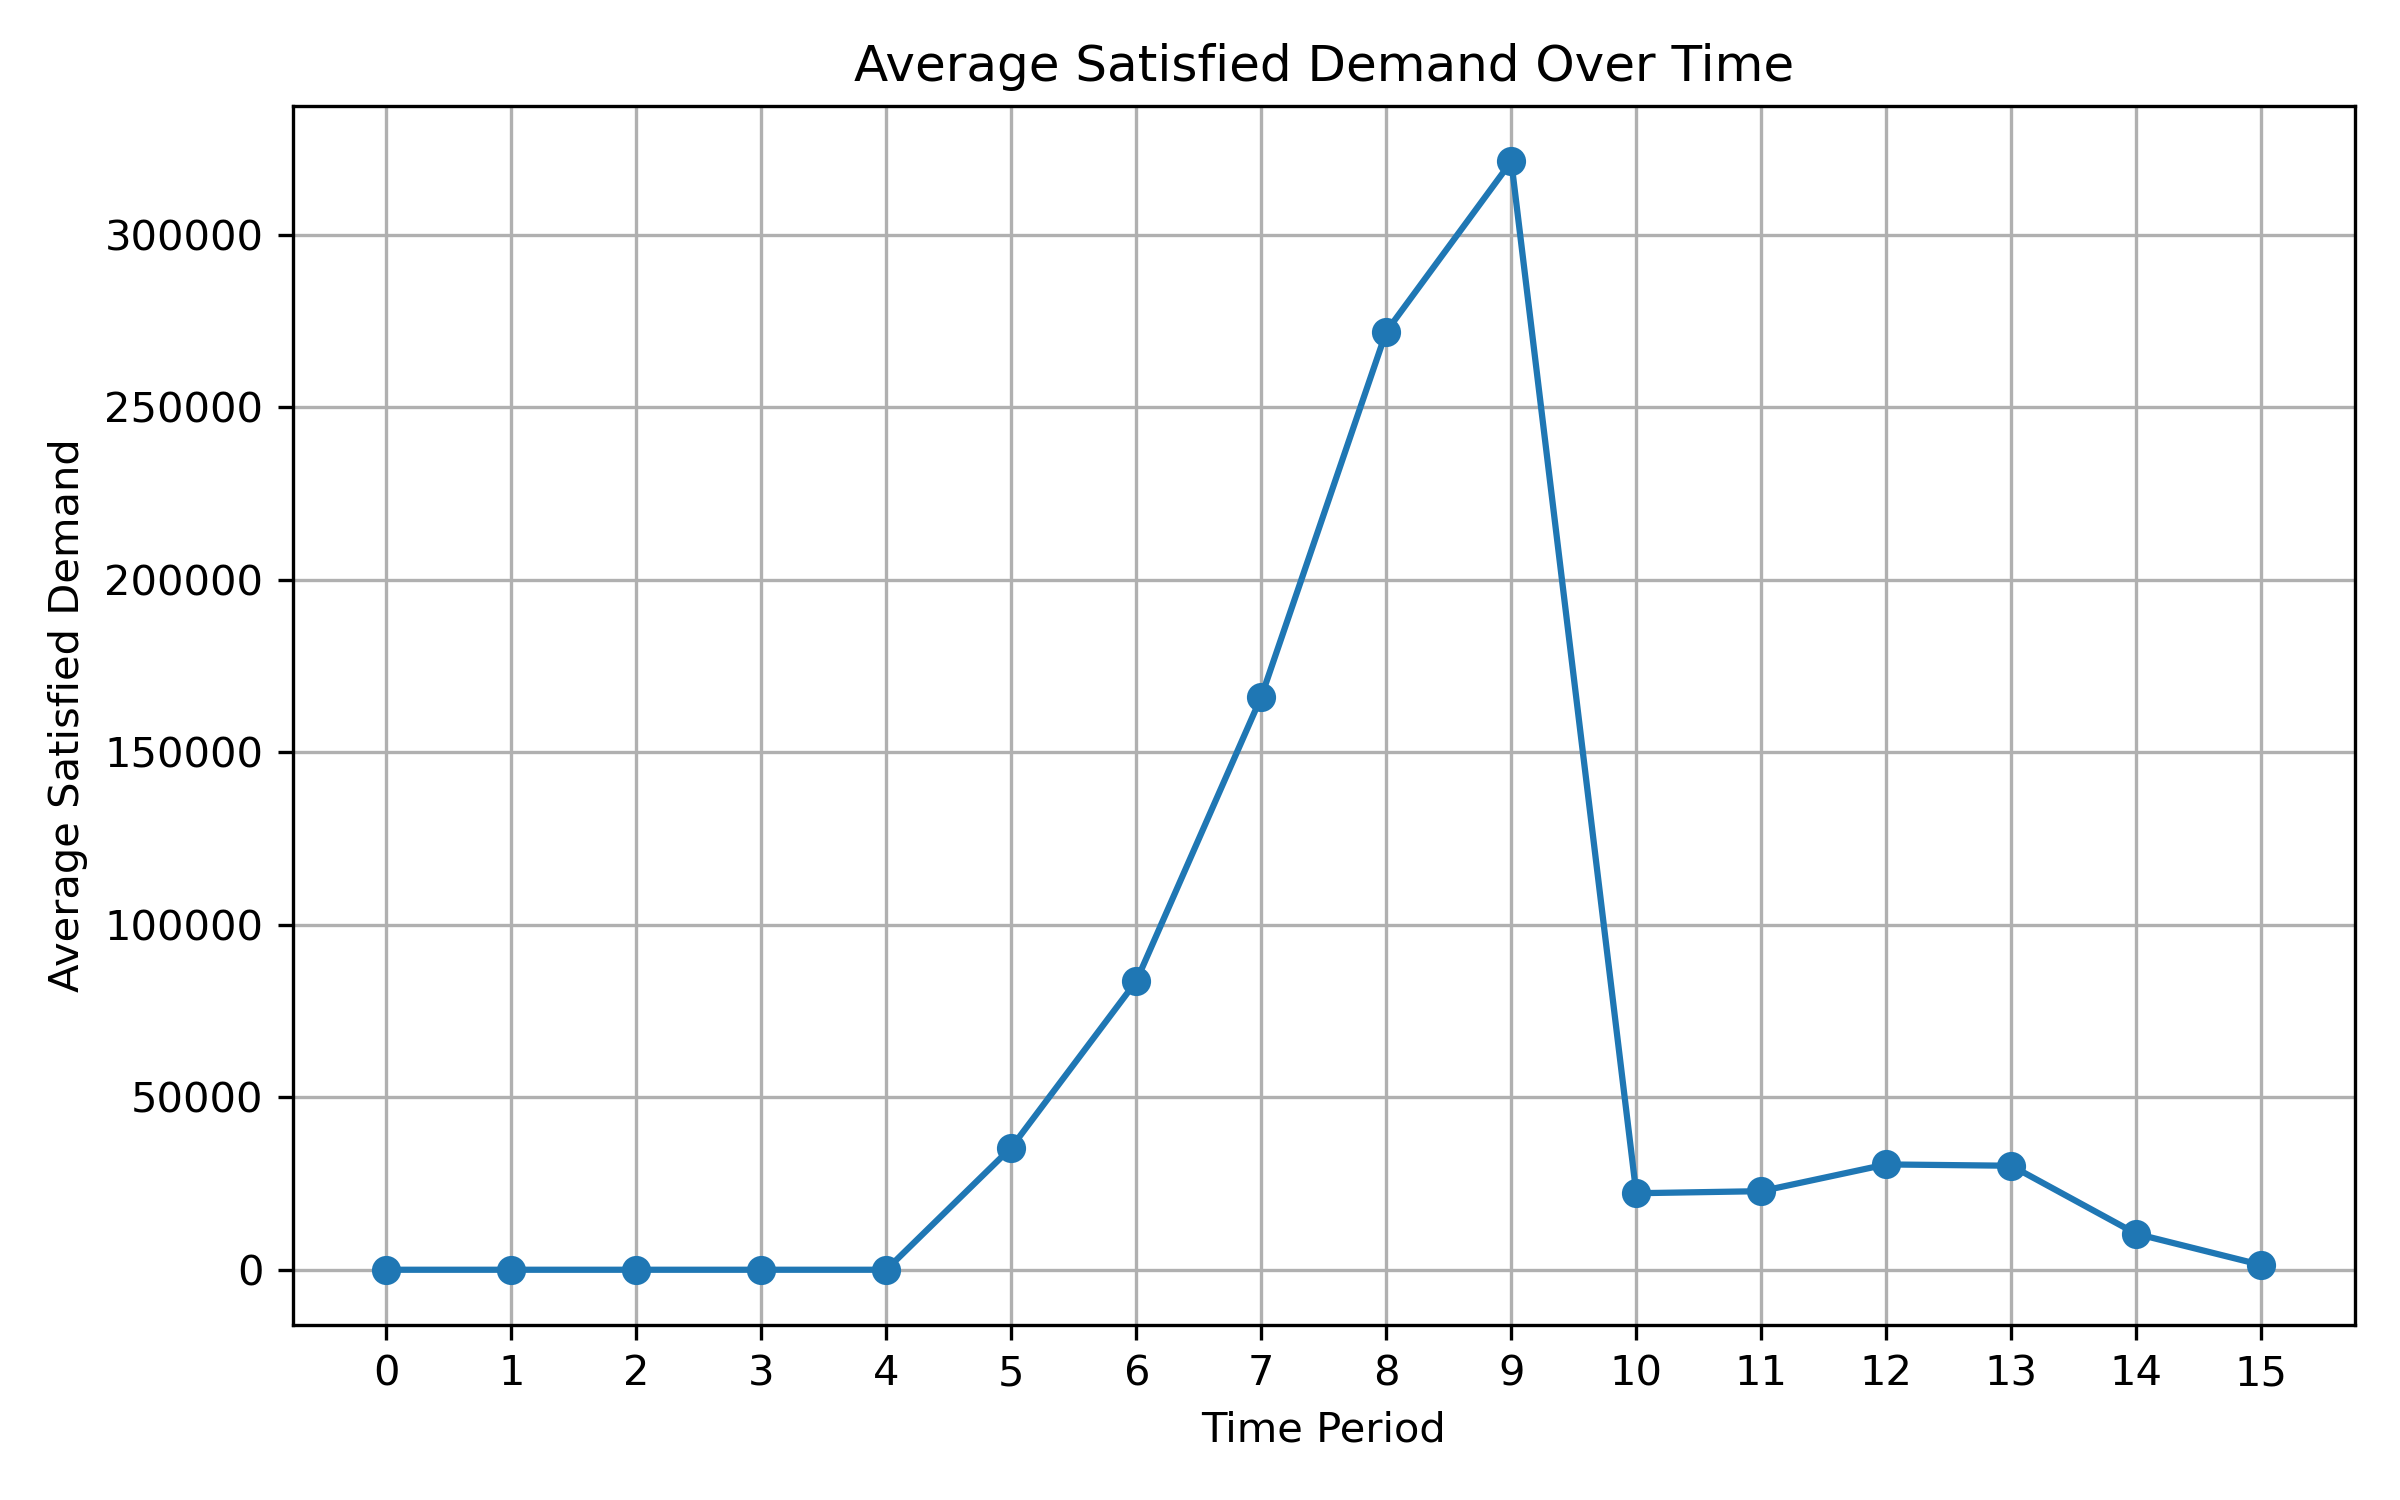 Average Satisfied Demand Over Time
Average Satisfied Demand
300000
250000
200000
150000
100000
50000
0
0 1 2 3 4 5 6 7 8 9 10 11 12 13 14 15
Time Period